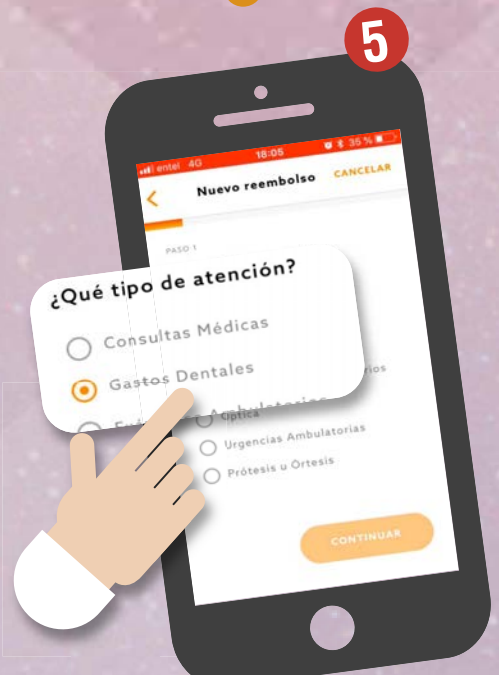 5
entel 4G 18:05 35 %
Nuevo reembolso CANCELAR
PASO 1
¿Qué tipo de atención?
Consultas Médicas
Gastos Dentales
Ambulatorios
Óptica
Urgencias Ambulatorias
Prótesis u Órtesis
CONTINUAR